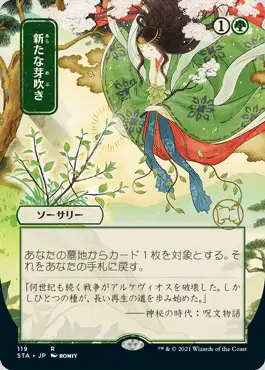 新たな芽吹き
あら
め ぶ
1
ソーサリー
あなたの墓地からカード1枚を対象とする。そ
れをあなたの手札に戻す。
「何世紀も続く戦争がアルケヴィオスを破壊した。しか
しひとつの種が、長い再生の道を歩み始めた。」
――神秘の時代:呪文物語
119 R
STA • JP ROMIY
™ & © 2021 Wizards of the Coast